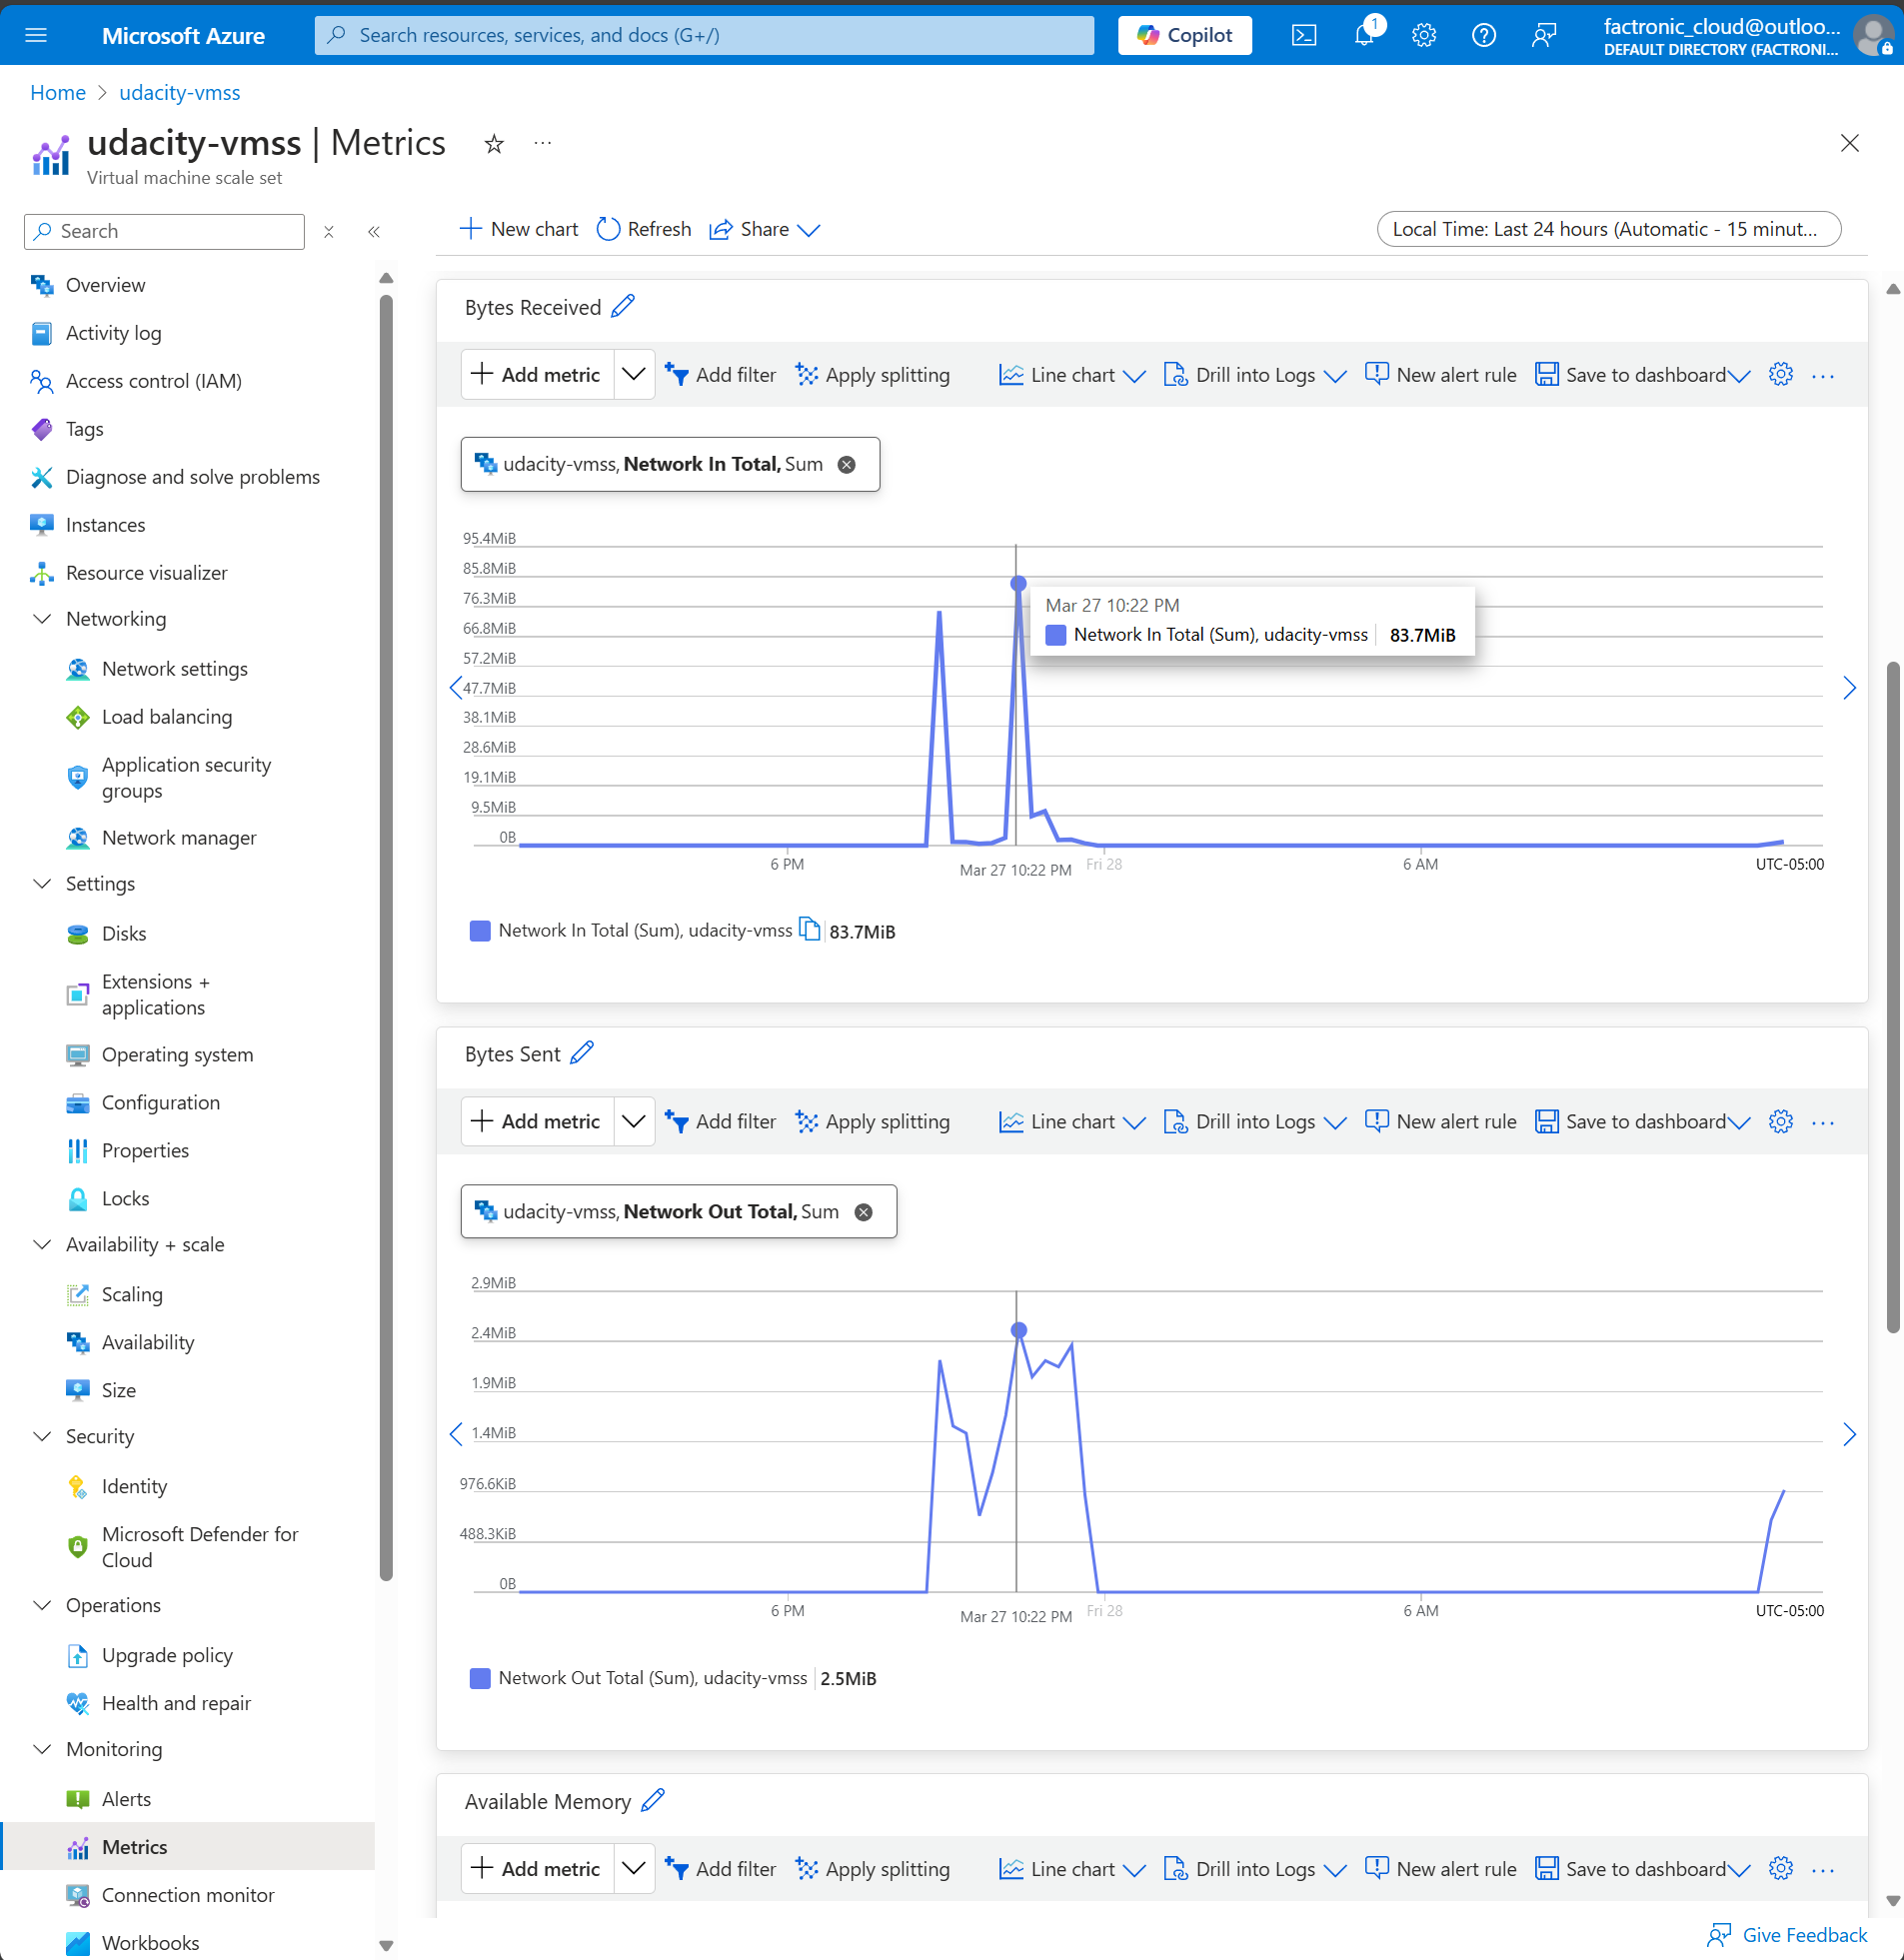 Microsoft Azure
Search resources, services, and docs (G+/)
Copilot
1
factronic_cloud@outloo...
DEFAULT DIRECTORY (FACTRONI...
Home > udacity-vmss
udacity-vmss | Metrics
Virtual machine scale set
Search
Overview
Activity log
Access control (IAM)
Tags
Diagnose and solve problems
Instances
Resource visualizer
Networking
Network settings
Load balancing
Application security
groups
Network manager
Settings
Disks
Extensions +
applications
Operating system
Configuration
Properties
Locks
Availability + scale
Scaling
Availability
Size
Security
Identity
Microsoft Defender for
Cloud
Operations
Upgrade policy
Health and repair
Monitoring
Alerts
Metrics
Connection monitor
Workbooks
New chart Refresh Share
Local Time: Last 24 hours (Automatic - 15 minut...
Bytes Received
Add metric Add filter Apply splitting Line chart Drill into Logs New alert rule Save to dashboard
udacity-vmss, Network In Total, Sum
95.4MiB
85.8MiB
76.3MiB
66.8MiB
57.2MiB
47.7MiB
38.1MiB
28.6MiB
19.1MiB
9.5MiB
0B
Mar 27 10:22 PM
Network In Total (Sum), udacity-vmss 83.7MiB
6 PM Mar 27 10:22 PM Fri 28 6 AM UTC-05:00
Network In Total (Sum), udacity-vmss 83.7MiB
Bytes Sent
Add metric Add filter Apply splitting Line chart Drill into Logs New alert rule Save to dashboard
udacity-vmss, Network Out Total, Sum
2.9MiB
2.4MiB
1.9MiB
1.4MiB
976.6KiB
488.3KiB
0B
6 PM Mar 27 10:22 PM Fri 28 6 AM UTC-05:00
Network Out Total (Sum), udacity-vmss 2.5MiB
Available Memory
Add metric Add filter Apply splitting Line chart Drill into Logs New alert rule Save to dashboard
Give Feedback